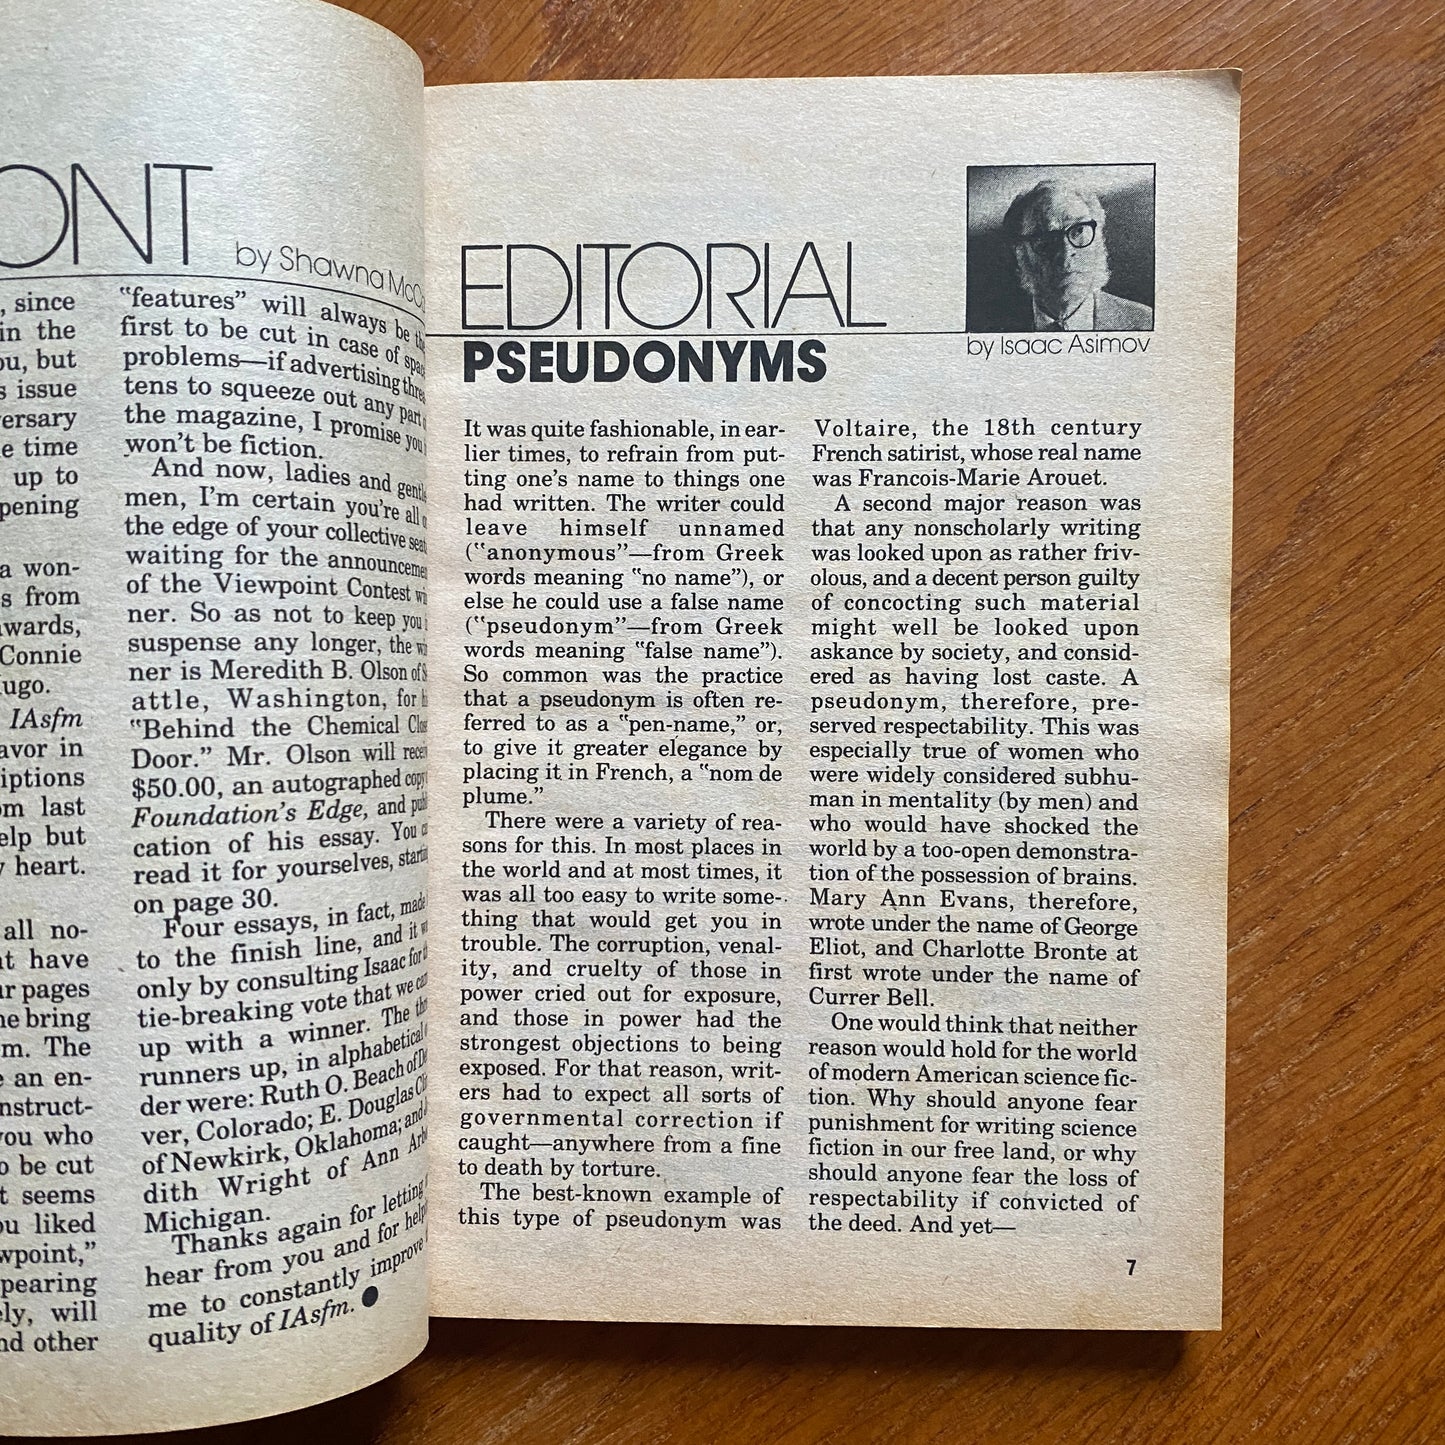 ONT
by Shawna
, since
in the
ou, but
s issue
ersary
e time
up to
pening
a won-
s from
wards,
Connie
ugo.
IAsfm
avor in
iptions
om last
elp but
y heart.
all no-
at have
ur pages
ne bring
m. The
e an en-
nstruct-
you who
o be cut
t seems
ou liked
wpoint,"
pearing
ely, will
nd other
"features" will always be
first to be cut in case of
problems—if advertising
tens to squeeze out any part
the magazine, I promise you
won't be fiction.
And now, ladies and
men, I'm certain you're all
the edge of your collective
waiting for the
of the Viewpoint Contest
ner. So as not to keep you
suspense any longer, the
ner is Meredith B. Olson of
attle, Washington, for
"Behind the Chemical
Door." Mr. Olson will
$50.00, an autographed copy
Foundation's Edge, and
cation of his essay. You
read it for yourselves,
on page 30.
Four essays, in fact, made
to the finish line, and it
only by consulting Isaac for
tie-breaking vote that we
up with a winner. The
runners up, in alphabetical
der were: Ruth O. Beach of
ver, Colorado; E. Douglas
of Newkirk, Oklahoma; and
dith Wright of Ann
Michigan.
Thanks again for letting
hear from you and for
me to constantly improve
quality of IAsfm. ●
EDITORIAL
by Isaac Asimov
PSEUDONYMS
It was quite fashionable, in ear-
lier times, to refrain from put-
ting one's name to things one
had written. The writer could
leave himself unnamed
("anonymous"—from Greek
words meaning "no name"), or
else he could use a false name
("pseudonym"—from Greek
words meaning "false name").
So common was the practice
that a pseudonym is often re-
ferred to as a "pen-name," or,
to give it greater elegance by
placing it in French, a "nom de
plume."
There were a variety of rea-
sons for this. In most places in
the world and at most times, it
was all too easy to write some-
thing that would get you in
trouble. The corruption, venal-
ity, and cruelty of those in
power cried out for exposure,
and those in power had the
strongest objections to being
exposed. For that reason, writ-
ers had to expect all sorts of
governmental correction if
caught—anywhere from a fine
to death by torture.
The best-known example of
this type of pseudonym was
Voltaire, the 18th century
French satirist, whose real name
was Francois-Marie Arouet.
A second major reason was
that any nonscholarly writing
was looked upon as rather friv-
olous, and a decent person guilty
of concocting such material
might well be looked upon
askance by society, and consid-
ered as having lost caste. A
pseudonym, therefore, pre-
served respectability. This was
especially true of women who
were widely considered subhu-
man in mentality (by men) and
who would have shocked the
world by a too-open demonstra-
tion of the possession of brains.
Mary Ann Evans, therefore,
wrote under the name of George
Eliot, and Charlotte Bronte at
first wrote under the name of
Currer Bell.
One would think that neither
reason would hold for the world
of modern American science fic-
tion. Why should anyone fear
punishment for writing science
fiction in our free land, or why
should anyone fear the loss of
respectability if convicted of
the deed. And yet—
7